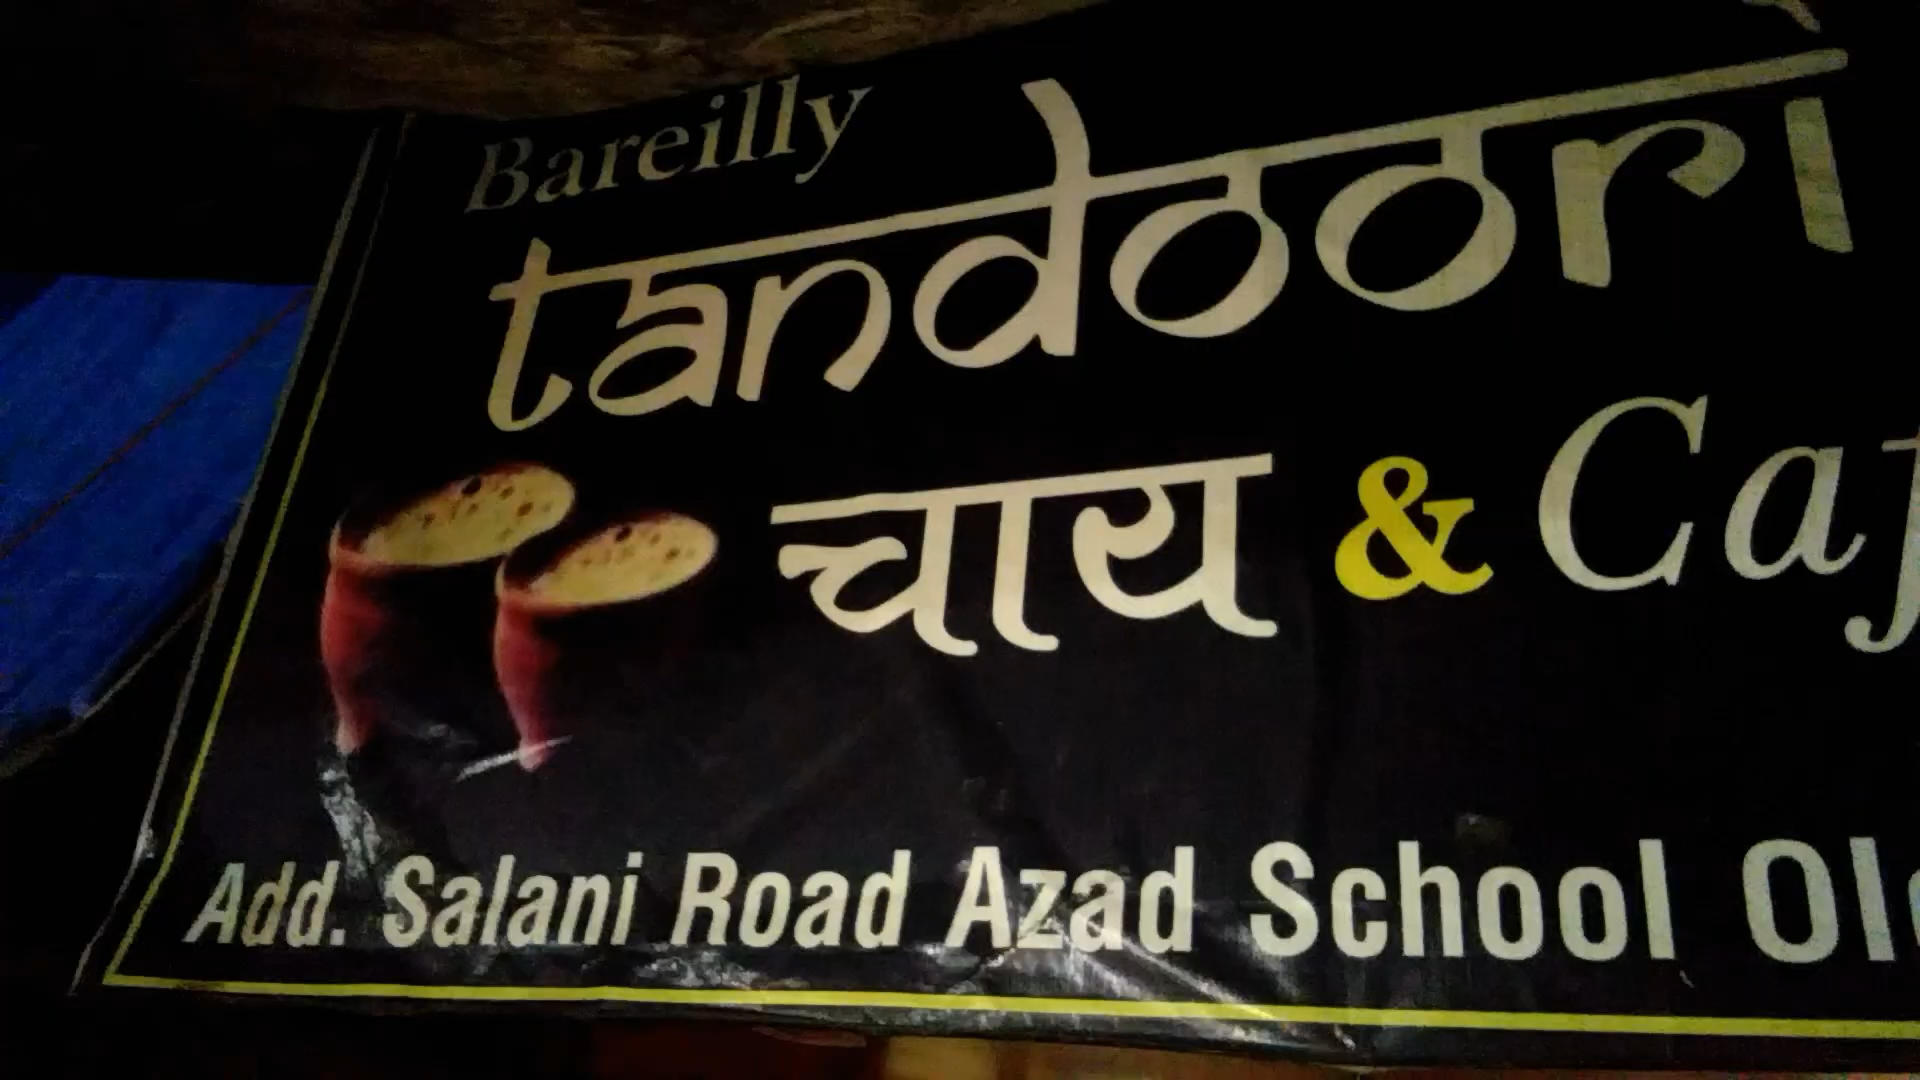 Bareilly
tandoori
चाय & Caf
Add. Salani Road Azad School Ol